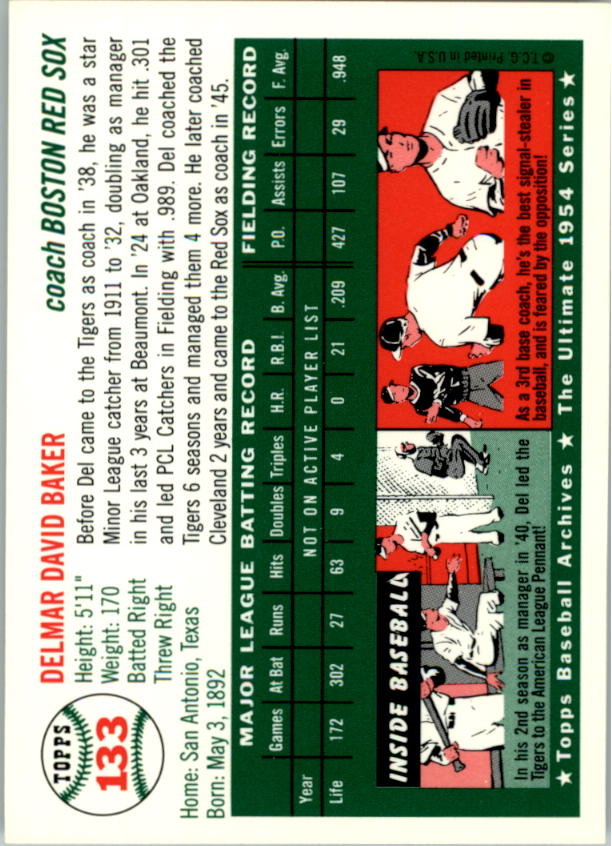 TOPPS
133
DELMAR DAVID BAKER
coach BOSTON RED SOX
Height: 5'11"
Weight: 170
Batted Right
Threw Right
Home: San Antonio, Texas
Born: May 3, 1892
Before Del came to the Tigers as coach in '38, he was a star
Minor League catcher from 1911 to '32, doubling as manager
in his last 3 years at Beaumont. In '24 at Oakland, he hit .301
and led PCL Catchers in Fielding with .989. Del coached the
Tigers 6 seasons and managed them 4 more. He later coached
Cleveland 2 years and came to the Red Sox as coach in '45.
MAJOR LEAGUE BATTING RECORD FIELDING RECORD
Games At Bat Runs Hits Doubles Triples H.R. R.B.I. B. Avg. P.O. Assists Errors F. Avg.
Year NOT ON ACTIVE PLAYER LIST
Life 172 302 27 63 9 4 0 21 .209 427 107 29 .948
INSIDE BASEBALL
In his 2nd season as manager in '40, Del led the
Tigers to the American League Pennant!
As a 3rd base coach, he's the best signal-stealer in
baseball, and is feared by the opposition!
© T.C.G. Printed in U.S.A.
★ Topps Baseball Archives ★ The Ultimate 1954 Series ★